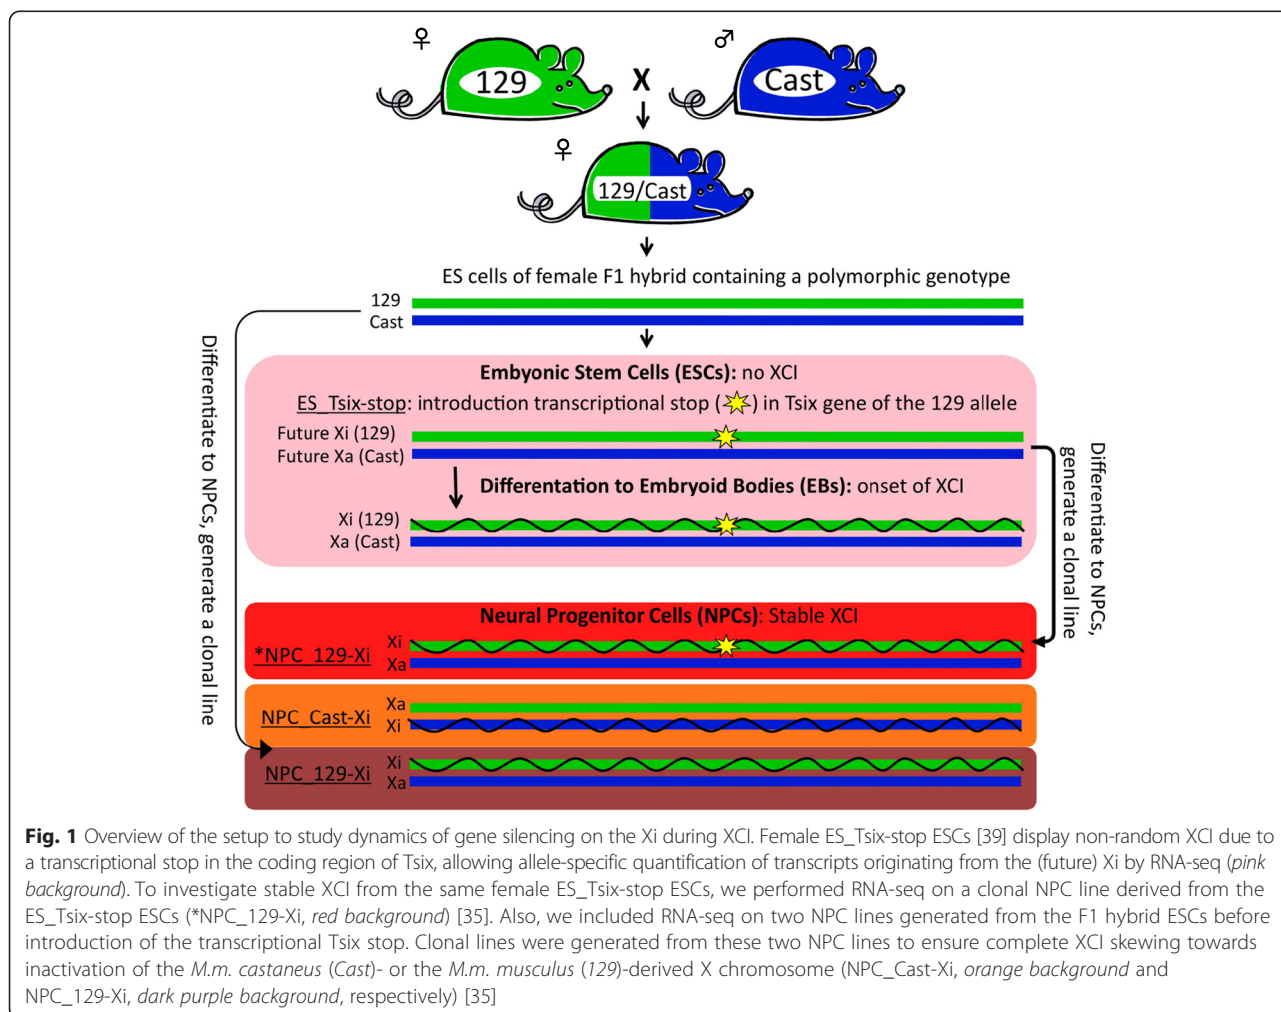 ♀ ♂
129 X Cast
♀
129/Cast
ES cells of female F1 hybrid containing a polymorphic genotype
129
Cast
Differentiate to NPCs, generate a clonal line
Embyonic Stem Cells (ESCs): no XCI
ES_Tsix-stop: introduction transcriptional stop ( ) in Tsix gene of the 129 allele
Future Xi (129)
Future Xa (Cast)
Differentation to Embryoid Bodies (EBs): onset of XCI
Xi (129)
Xa (Cast)
Differentiate to NPCs,
generate a clonal line
Neural Progenitor Cells (NPCs): Stable XCI
Xi
*NPC_129-Xi
Xa
Xa
NPC_Cast-Xi
Xi
Xi
NPC_129-Xi
Xa
Fig. 1 Overview of the setup to study dynamics of gene silencing on the Xi during XCI. Female ES_Tsix-stop ESCs [39] display non-random XCI due to
a transcriptional stop in the coding region of Tsix, allowing allele-specific quantification of transcripts originating from the (future) Xi by RNA-seq (pink
background). To investigate stable XCI from the same female ES_Tsix-stop ESCs, we performed RNA-seq on a clonal NPC line derived from the
ES_Tsix-stop ESCs (*NPC_129-Xi, red background) [35]. Also, we included RNA-seq on two NPC lines generated from the F1 hybrid ESCs before
introduction of the transcriptional Tsix stop. Clonal lines were generated from these two NPC lines to ensure complete XCI skewing towards
inactivation of the M.m. castaneus (Cast)- or the M.m. musculus (129)-derived X chromosome (NPC_Cast-Xi, orange background and
NPC_129-Xi, dark purple background, respectively) [35]